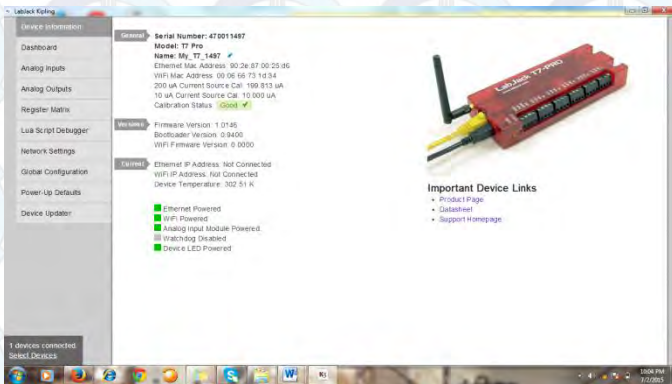 LabJack Kipling
Device Information
Dashboard
Analog Inputs
Analog Outputs
Register Matrix
Lua Script Debugger
Network Settings
Global Configuration
Power-Up Defaults
Device Updater
1 devices connected.
Select Devices
General
Serial Number: 470011497
Model: T7 Pro
Name: My_T7_1497
Ethernet Mac Address: 90:2e:87:00:25:d6
WiFi Mac Address: 00:06:66:73:1d:34
200 uA Current Source Cal: 199.813 uA
10 uA Current Source Cal: 10.000 uA
Calibration Status: Good ✔
Versions
Firmware Version: 1.0146
Bootloader Version: 0.9400
WiFi Firmware Version: 0.0000
Current
Ethernet IP Address: Not Connected
WiFi IP Address: Not Connected
Device Temperature: 302.51 K
Ethernet Powered
WiFi Powered
Analog Input Module Powered
Watchdog Disabled
Device LED Powered
LabJack T7-PRO
Important Device Links
Product Page
Datasheet
Support Homepage
10:04 PM
7/2/2015